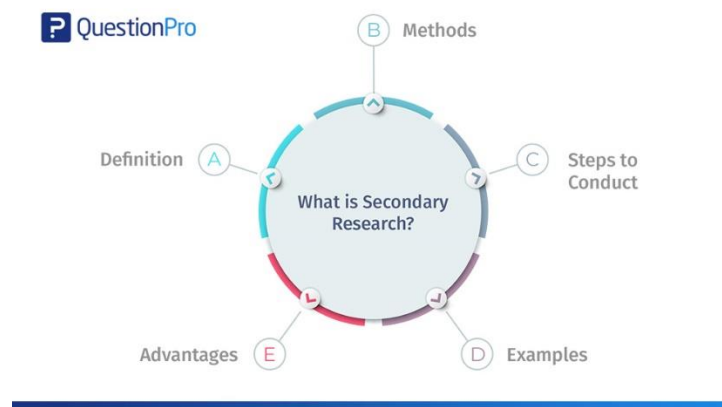 QuestionPro
B Methods
Definition A
C Steps to
Conduct
What is Secondary
Research?
Advantages E
D Examples